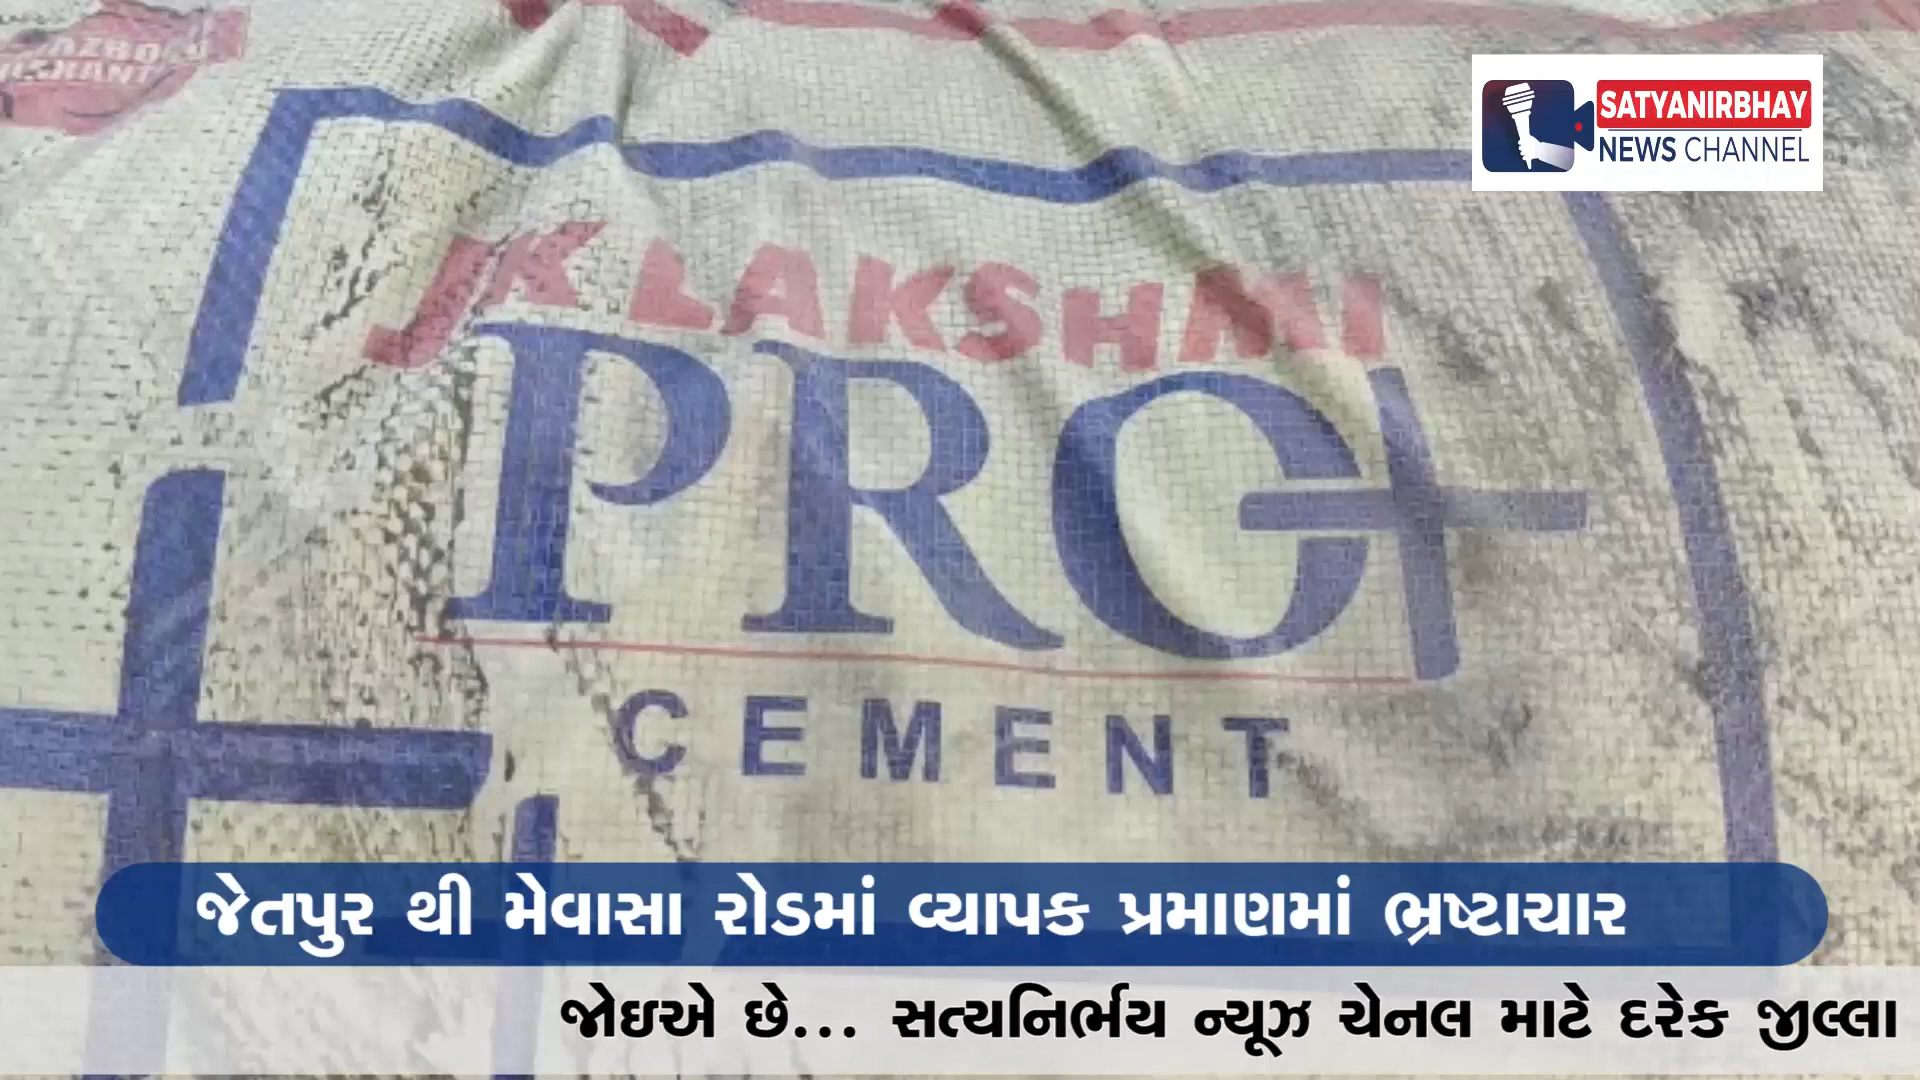 SATYANIRBHAY
NEWS CHANNEL
JK LAKSHMI
PRO+
CEMENT
જેતપુર થી મેવાસા રોડમાં વ્યાપક પ્રમાણમાં ભ્રષ્ટાચાર
જોઇએ છે... સત્યનિર્ભય ન્યૂઝ ચેનલ માટે દરેક જીલ્લા